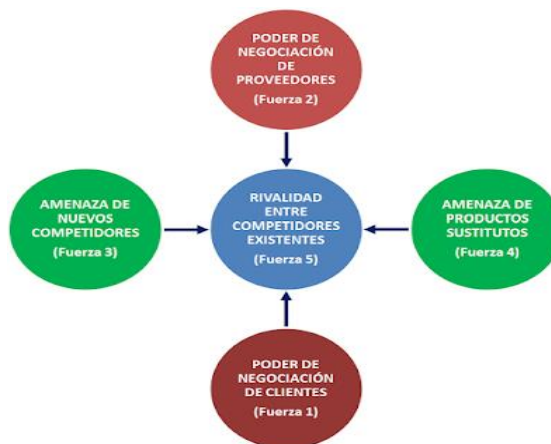 PODER DE
NEGOCIACIÓN
DE
PROVEEDORES
(Fuerza 2)
AMENAZA DE
NUEVOS
COMPETIDORES
(Fuerza 3)
RIVALIDAD
ENTRE
COMPETIDORES
EXISTENTES
(Fuerza 5)
AMENAZA DE
PRODUCTOS
SUSTITUTOS
(Fuerza 4)
PODER DE
NEGOCIACIÓN
DE CLIENTES
(Fuerza 1)